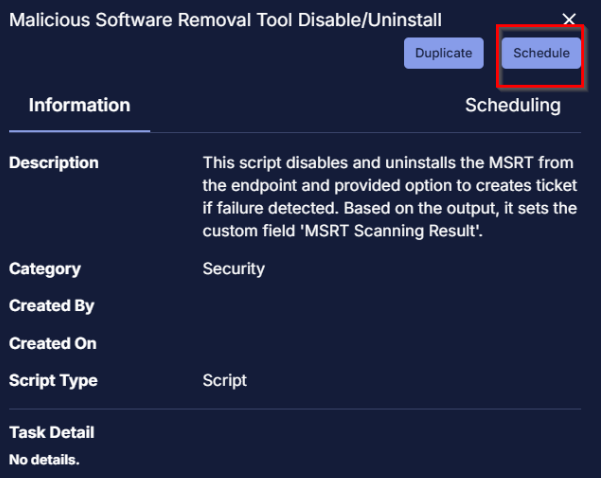 Malicious Software Removal Tool Disable/Uninstall
Duplicate
Schedule
Information
Scheduling
Description
This script disables and uninstalls the MSRT from
the endpoint and provided option to creates ticket
if failure detected. Based on the output, it sets the
custom field 'MSRT Scanning Result'.
Category
Security
Created By
Created On
Script Type
Script
Task Detail
No details.